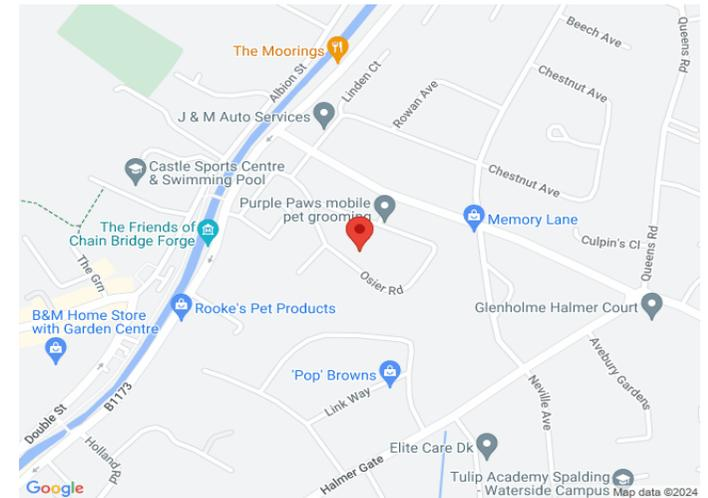 Beech Ave
Queens Rd
The Moorings
Albion St
Linden Ct
Chestnut Ave
Rowan Ave
J & M Auto Services
Castle Sports Centre
& Swimming Pool
Chestnut Ave
Purple Paws mobile
pet grooming
Memory Lane
The Friends of
Chain Bridge Forge
Culpin's Cl
Queens Rd
The Grn
Osier Rd
B&M Home Store
with Garden Centre
Rooke's Pet Products
Glenholme Halmer Court
Avebury Gardens
'Pop' Browns
Neville Ave
B1173
Link Way
Double St
Holland Rd
Elite Care Dk
Halmer Gate
Tulip Academy Spalding
- Waterside Campus
Google
Map data ©2024